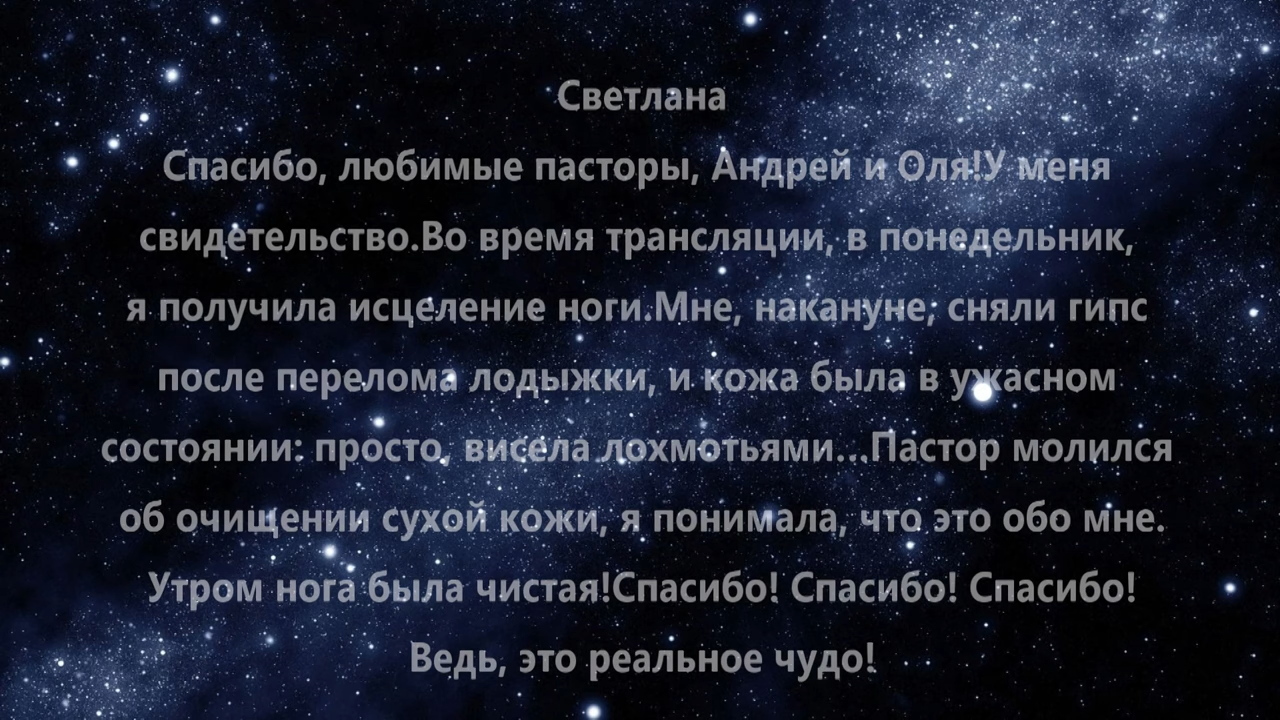 Светлана
Спасибо, любимые пасторы, Андрей и Оля!У меня
свидетельство.Во время трансляции, в понедельник,
я получила исцеление ноги.Мне, накануне, сняли гипс
после перелома лодыжки, и кожа была в ужасном
состоянии: просто, висела лохмотьями...Пастор молился
об очищении сухой кожи, я понимала, что это обо мне.
Утром нога была чистая!Спасибо! Спасибо! Спасибо!
Ведь, это реальное чудо!